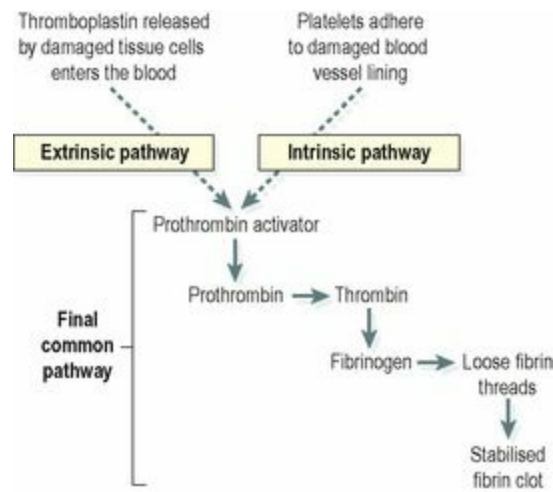 Thromboplastin released
by damaged tissue cells
enters the blood
Platelets adhere
to damaged blood
vessel lining
Extrinsic pathway
Intrinsic pathway
Prothrombin activator
Prothrombin
Thrombin
Final
common
pathway
Fibrinogen
Loose fibrin
threads
Stabilised
fibrin clot